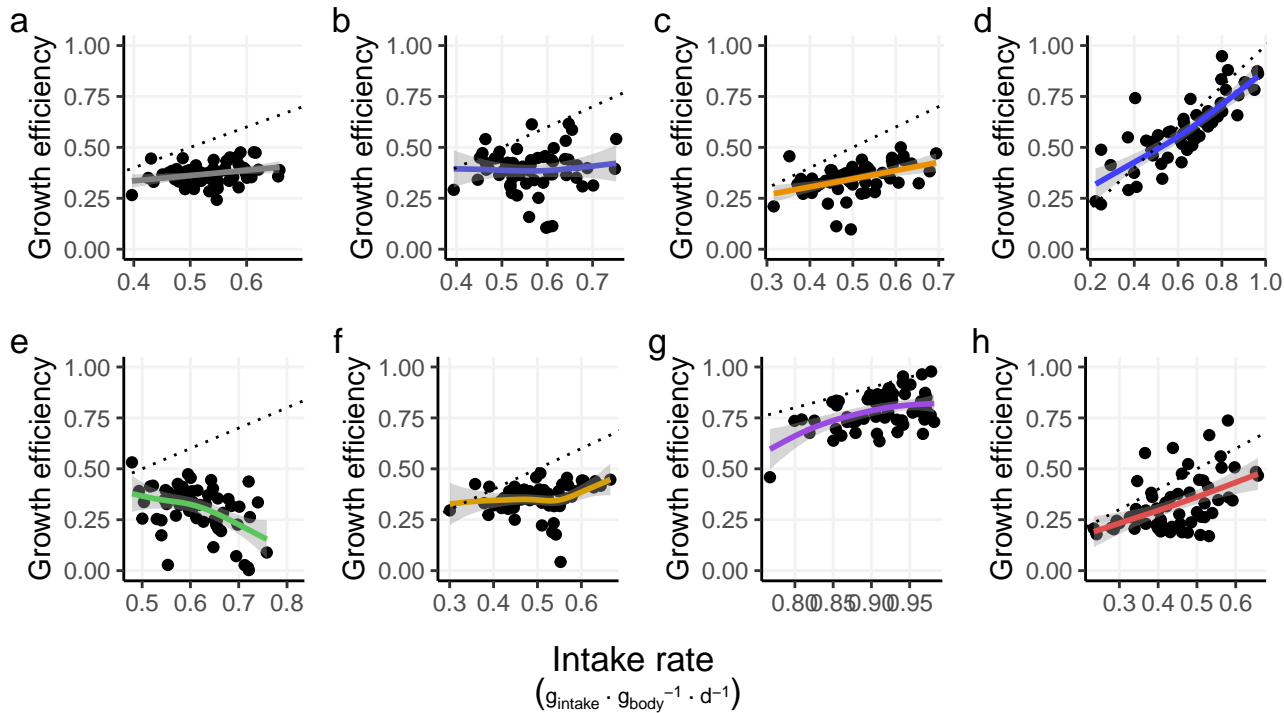 a
b
c
d
Growth efficiency
1.00
0.75
0.50
0.25
0.00
0.4 0.5 0.6
Growth efficiency
1.00
0.75
0.50
0.25
0.00
0.4 0.5 0.6 0.7
Growth efficiency
1.00
0.75
0.50
0.25
0.00
0.3 0.4 0.5 0.6 0.7
Growth efficiency
1.00
0.75
0.50
0.25
0.00
0.2 0.4 0.6 0.8 1.0
e
f
g
h
Growth efficiency
1.00
0.75
0.50
0.25
0.00
0.5 0.6 0.7 0.8
Growth efficiency
1.00
0.75
0.50
0.25
0.00
0.3 0.4 0.5 0.6
Growth efficiency
1.00
0.75
0.50
0.25
0.00
0.80 0.85 0.90 0.95
Growth efficiency
1.00
0.75
0.50
0.25
0.00
0.3 0.4 0.5 0.6
Intake rate
(g_intake · g_body⁻¹ · d⁻¹)